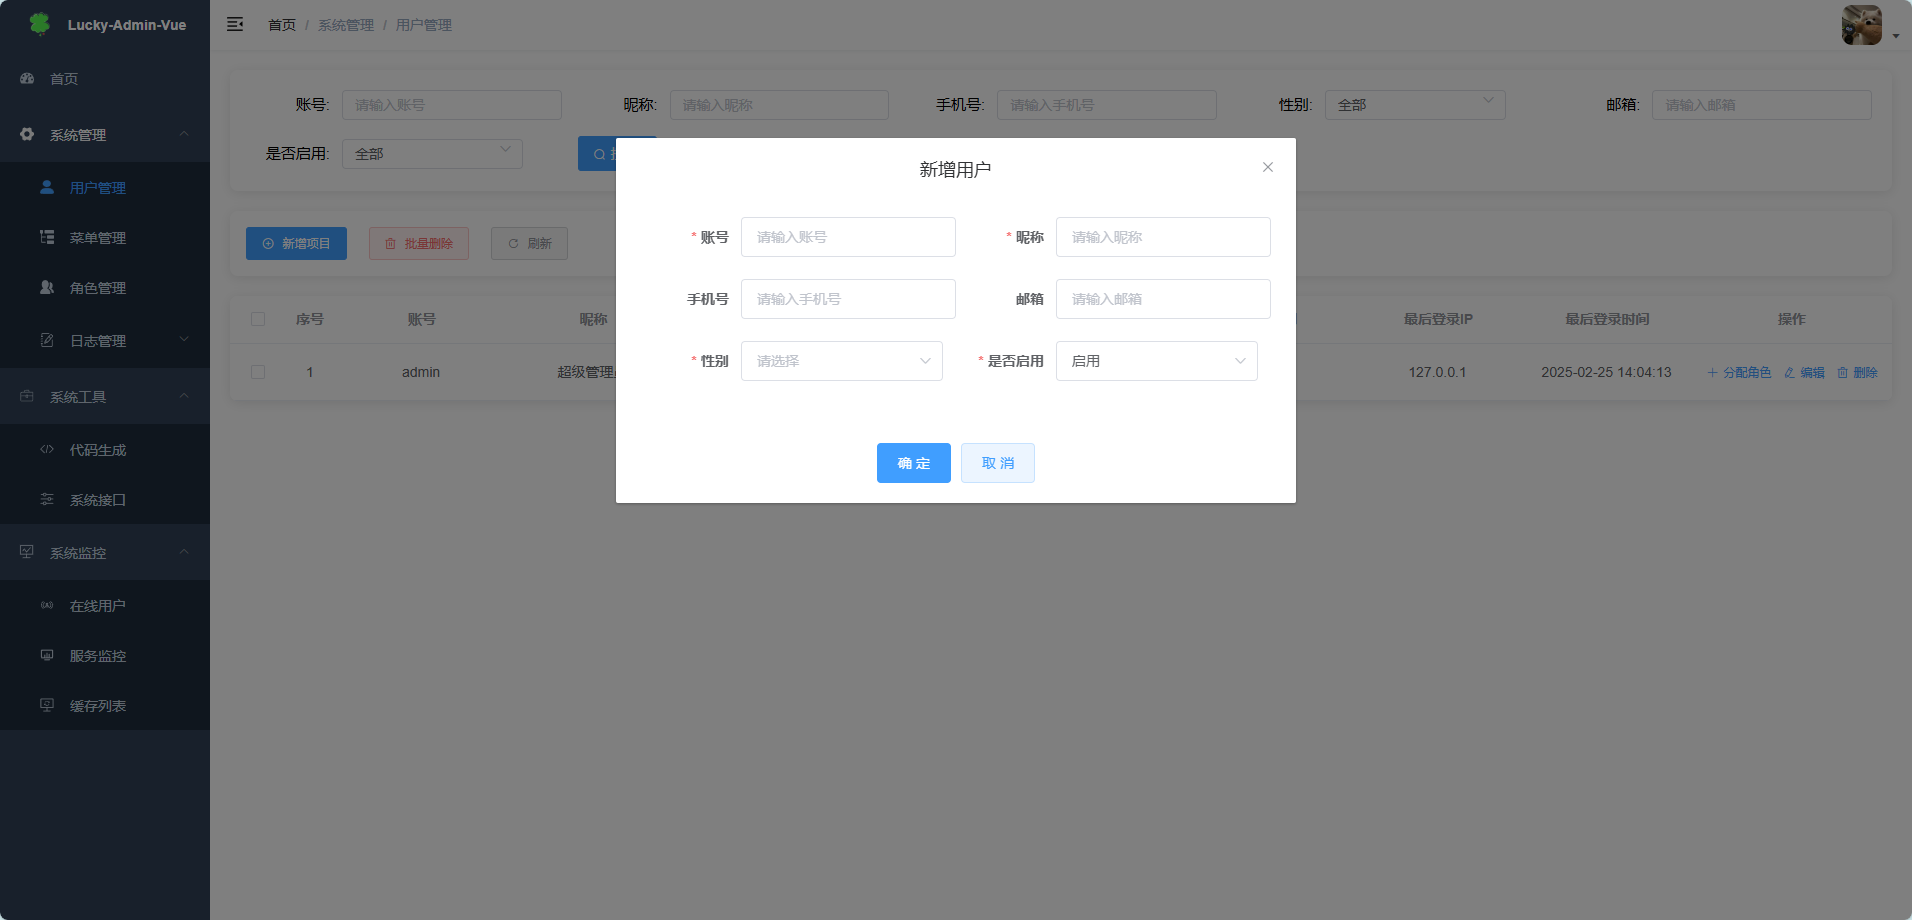 Lucky-Admin-Vue
首页 / 系统管理 / 用户管理
首页
系统管理
用户管理
菜单管理
角色管理
日志管理
系统工具
代码生成
系统接口
系统监控
在线用户
服务监控
缓存列表
账号: 请输入账号 昵称: 请输入昵称 手机号: 请输入手机号 性别: 全部 邮箱: 请输入邮箱
是否启用: 全部
新增项目 批量删除 刷新
序号 账号 昵称 最后登录IP 最后登录时间 操作
1 admin 超级管理 127.0.0.1 2025-02-25 14:04:13 分配角色 编辑 删除
新增用户
* 账号 请输入账号 * 昵称 请输入昵称
手机号 请输入手机号 邮箱 请输入邮箱
* 性别 请选择 * 是否启用 启用
确 定 取 消